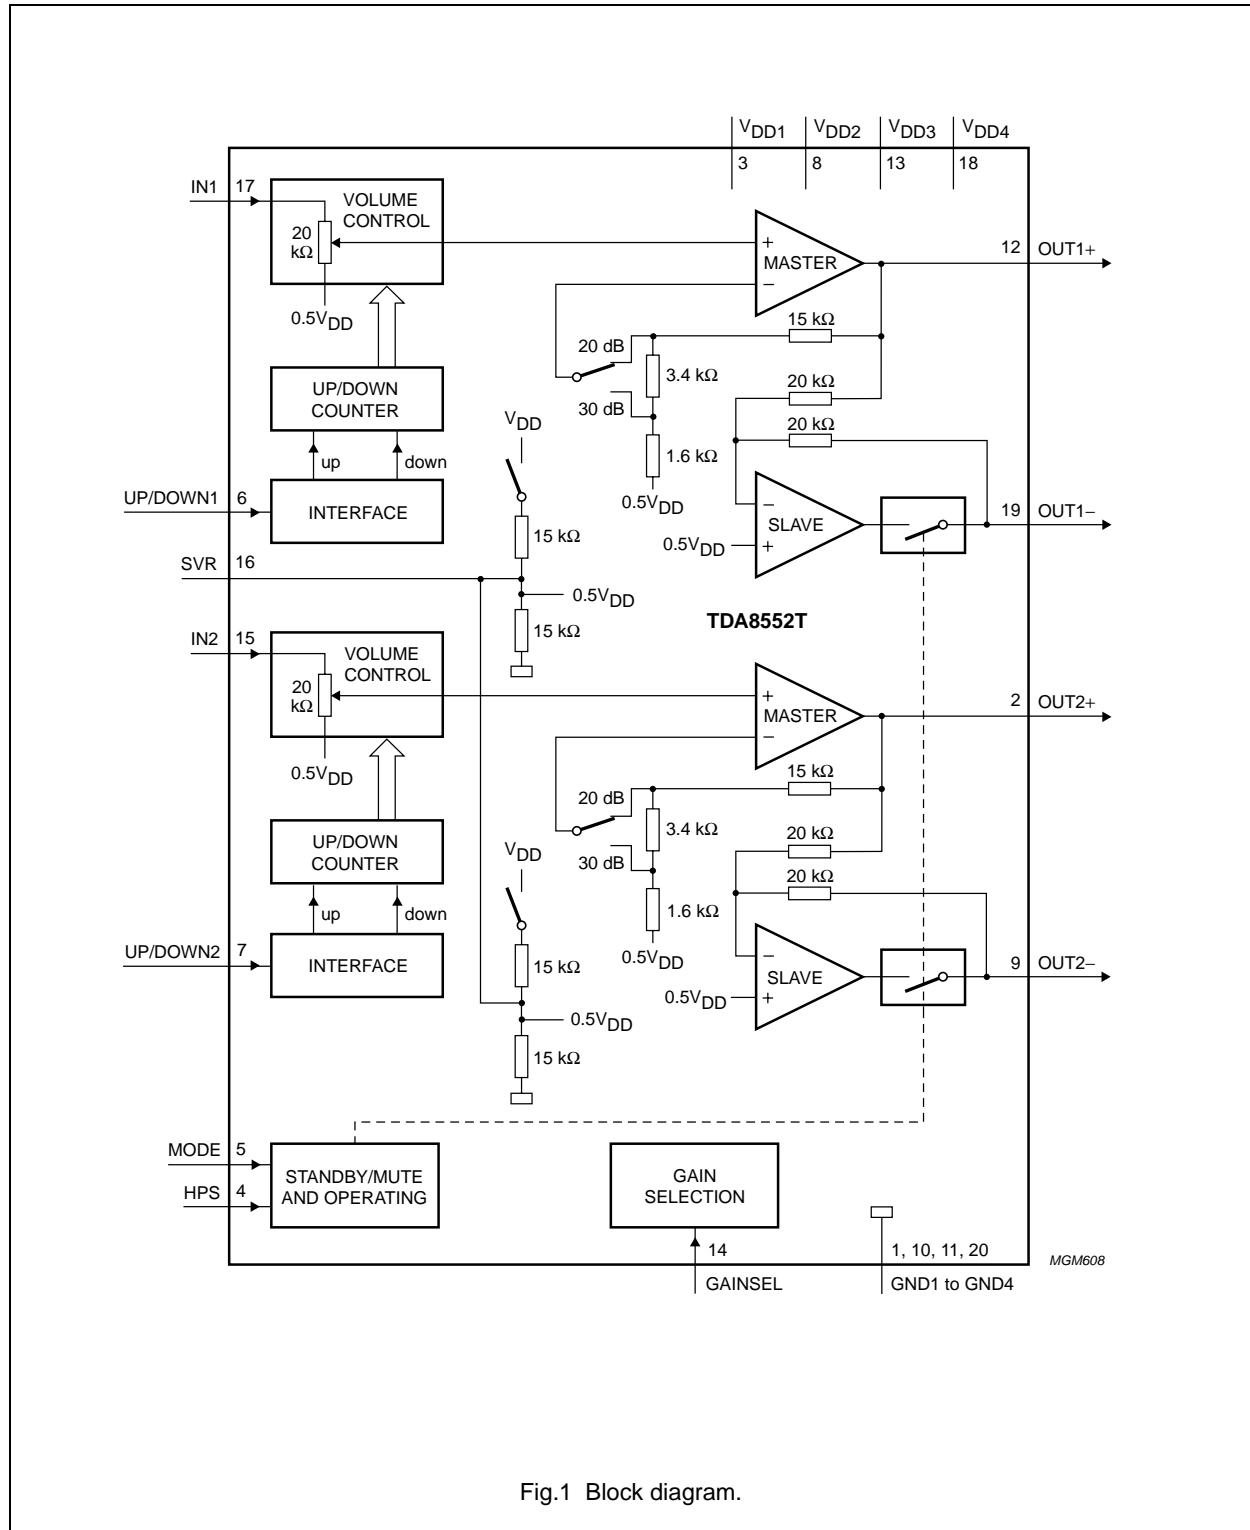 VDD1 VDD2 VDD3 VDD4
3 8 13 18
IN1 17
VOLUME
CONTROL
20
kΩ
0.5VDD
+
MASTER
−
12 OUT1+
15 kΩ
20 dB
3.4 kΩ
30 dB
20 kΩ
20 kΩ
1.6 kΩ
0.5VDD
UP/DOWN
COUNTER
up down
VDD
UP/DOWN1 6
INTERFACE
15 kΩ
−
SLAVE
0.5VDD +
19 OUT1−
SVR 16
0.5VDD
15 kΩ
TDA8552T
IN2 15
VOLUME
CONTROL
20
kΩ
0.5VDD
+
MASTER
−
2 OUT2+
15 kΩ
20 dB
3.4 kΩ
30 dB
20 kΩ
20 kΩ
1.6 kΩ
0.5VDD
UP/DOWN
COUNTER
up down
VDD
UP/DOWN2 7
INTERFACE
15 kΩ
−
SLAVE
0.5VDD +
9 OUT2−
0.5VDD
15 kΩ
MODE 5
HPS 4
STANDBY/MUTE
AND OPERATING
GAIN
SELECTION
14
GAINSEL
1, 10, 11, 20
GND1 to GND4
MGM608
Fig.1 Block diagram.